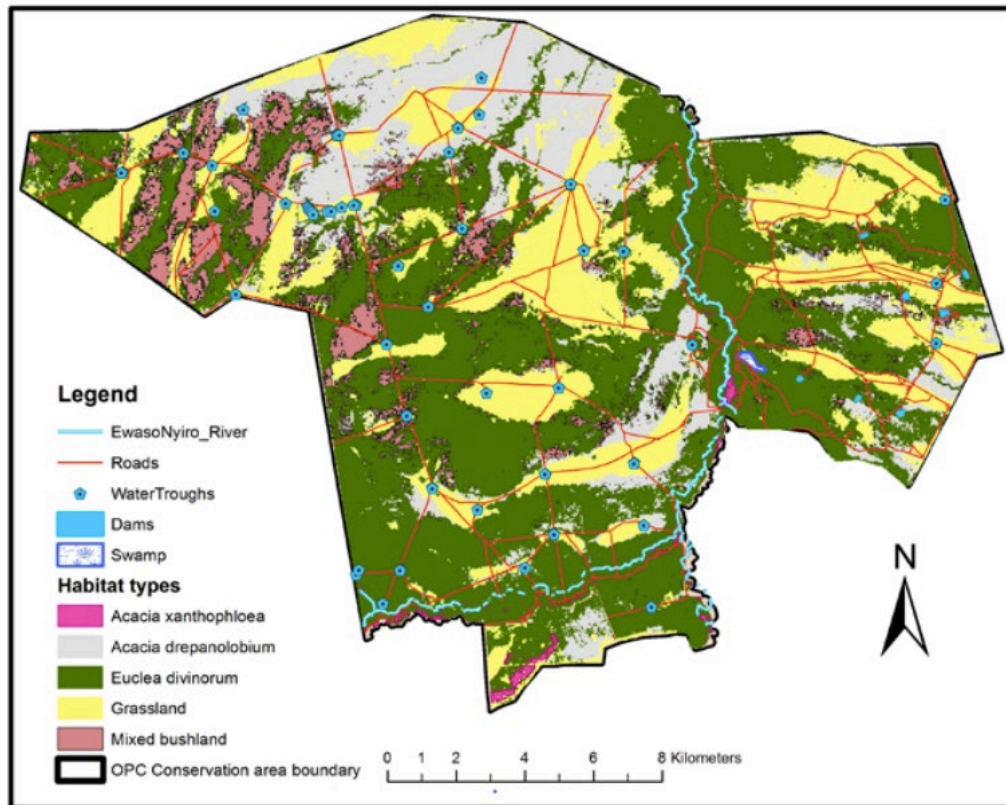 Legend
EwasoNyiro_River
Roads
WaterTroughs
Dams
Swamp
Habitat types
Acacia xanthophloea
Acacia drepanolobium
Euclea divinorum
Grassland
Mixed bushland
OPC Conservation area boundary
0 1 2 4 6 8 Kilometers
N